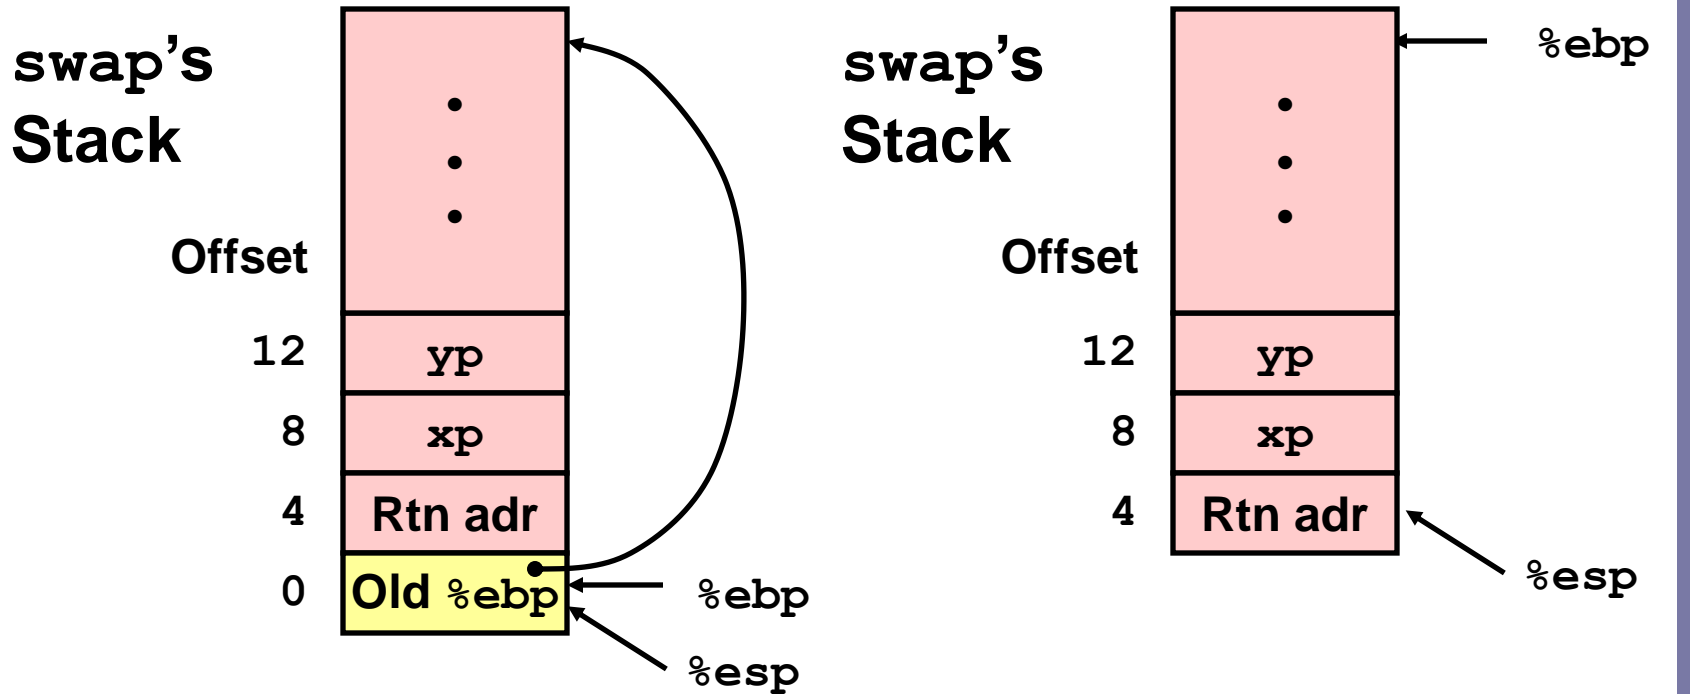 swap's
Stack
Offset
12 yp
8 xp
4 Rtn adr
0 Old %ebp
%ebp
%esp
swap's
Stack
%ebp
Offset
12 yp
8 xp
4 Rtn adr
%esp